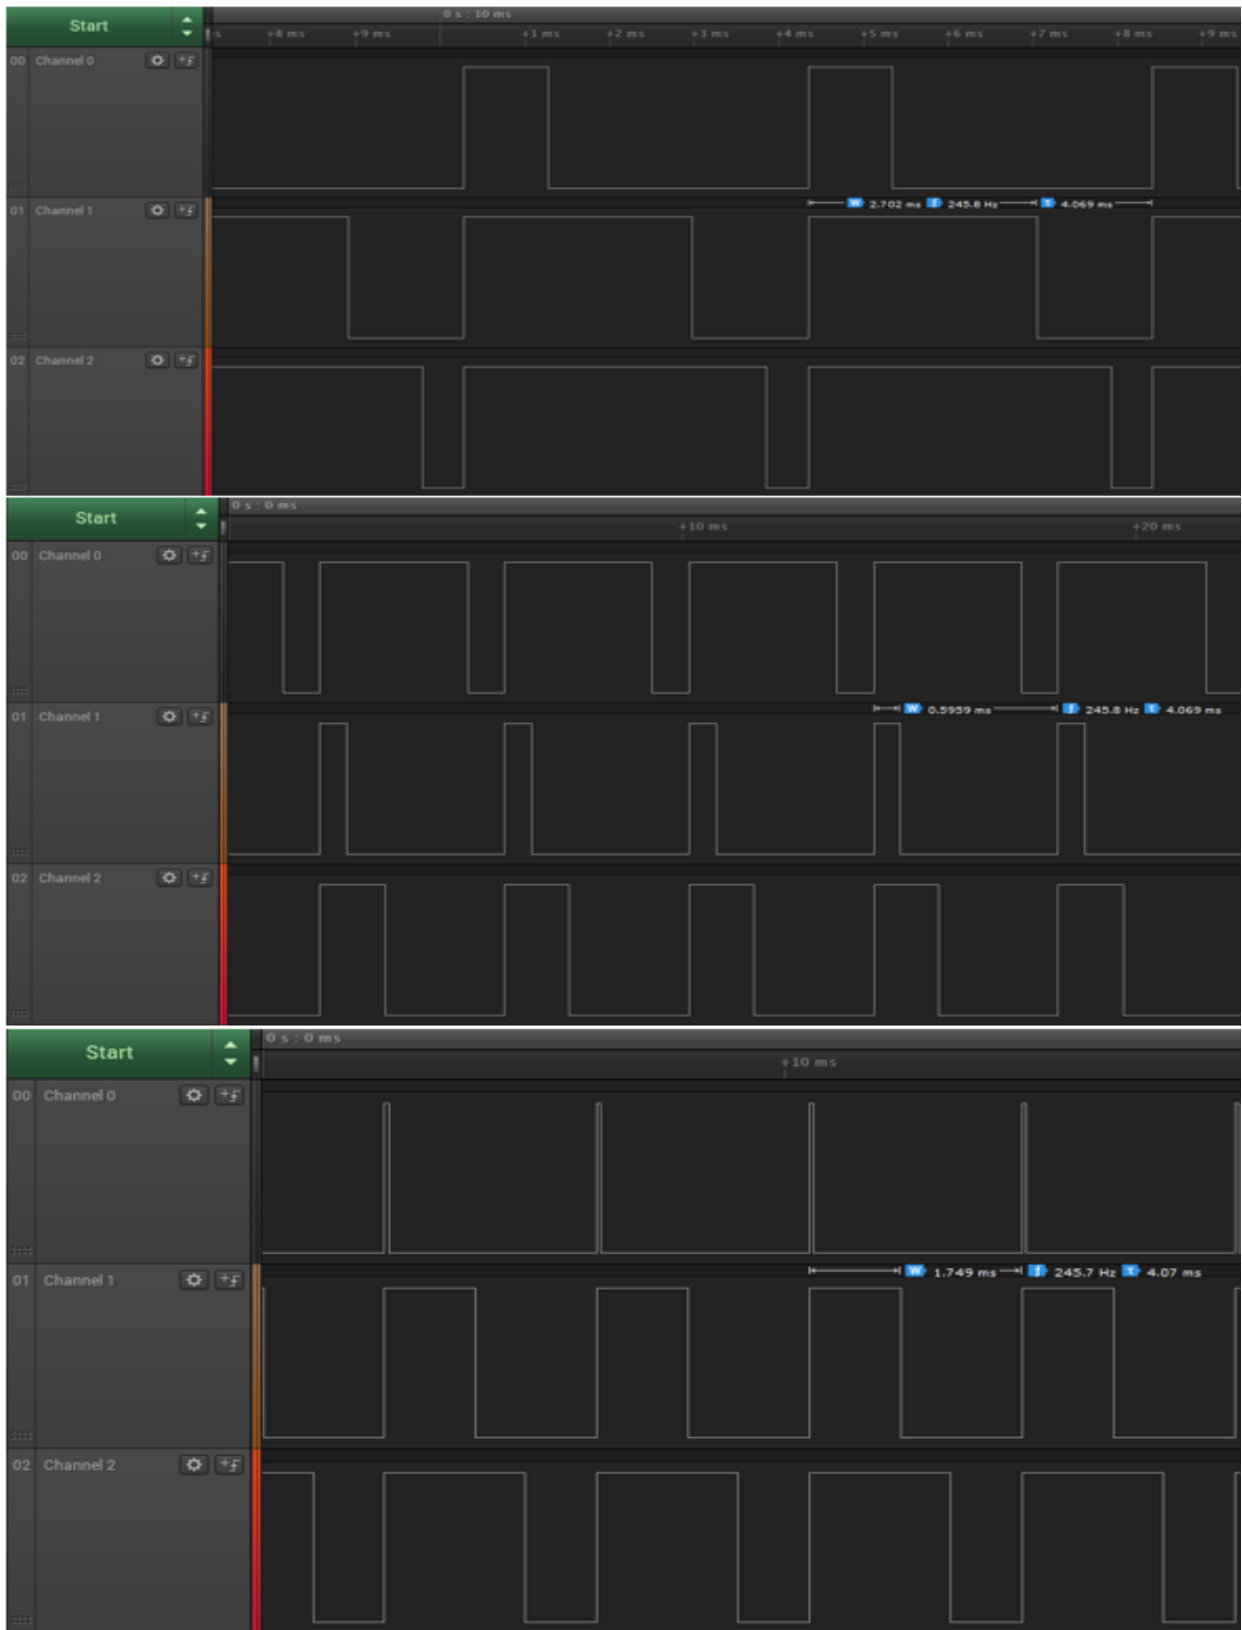 0 s : 10 ms
Start
s +8 ms +9 ms +1 ms +2 ms +3 ms +4 ms +5 ms +6 ms +7 ms +8 ms +9 ms
00 Channel 0
01 Channel 1
W 2.702 ms f 245.8 Hz T 4.069 ms
02 Channel 2
0 s : 0 ms
Start
+10 ms +20 ms
00 Channel 0
01 Channel 1
W 0.5959 ms f 245.8 Hz T 4.069 ms
02 Channel 2
0 s : 0 ms
Start
+10 ms
00 Channel 0
01 Channel 1
W 1.749 ms f 245.7 Hz T 4.07 ms
02 Channel 2